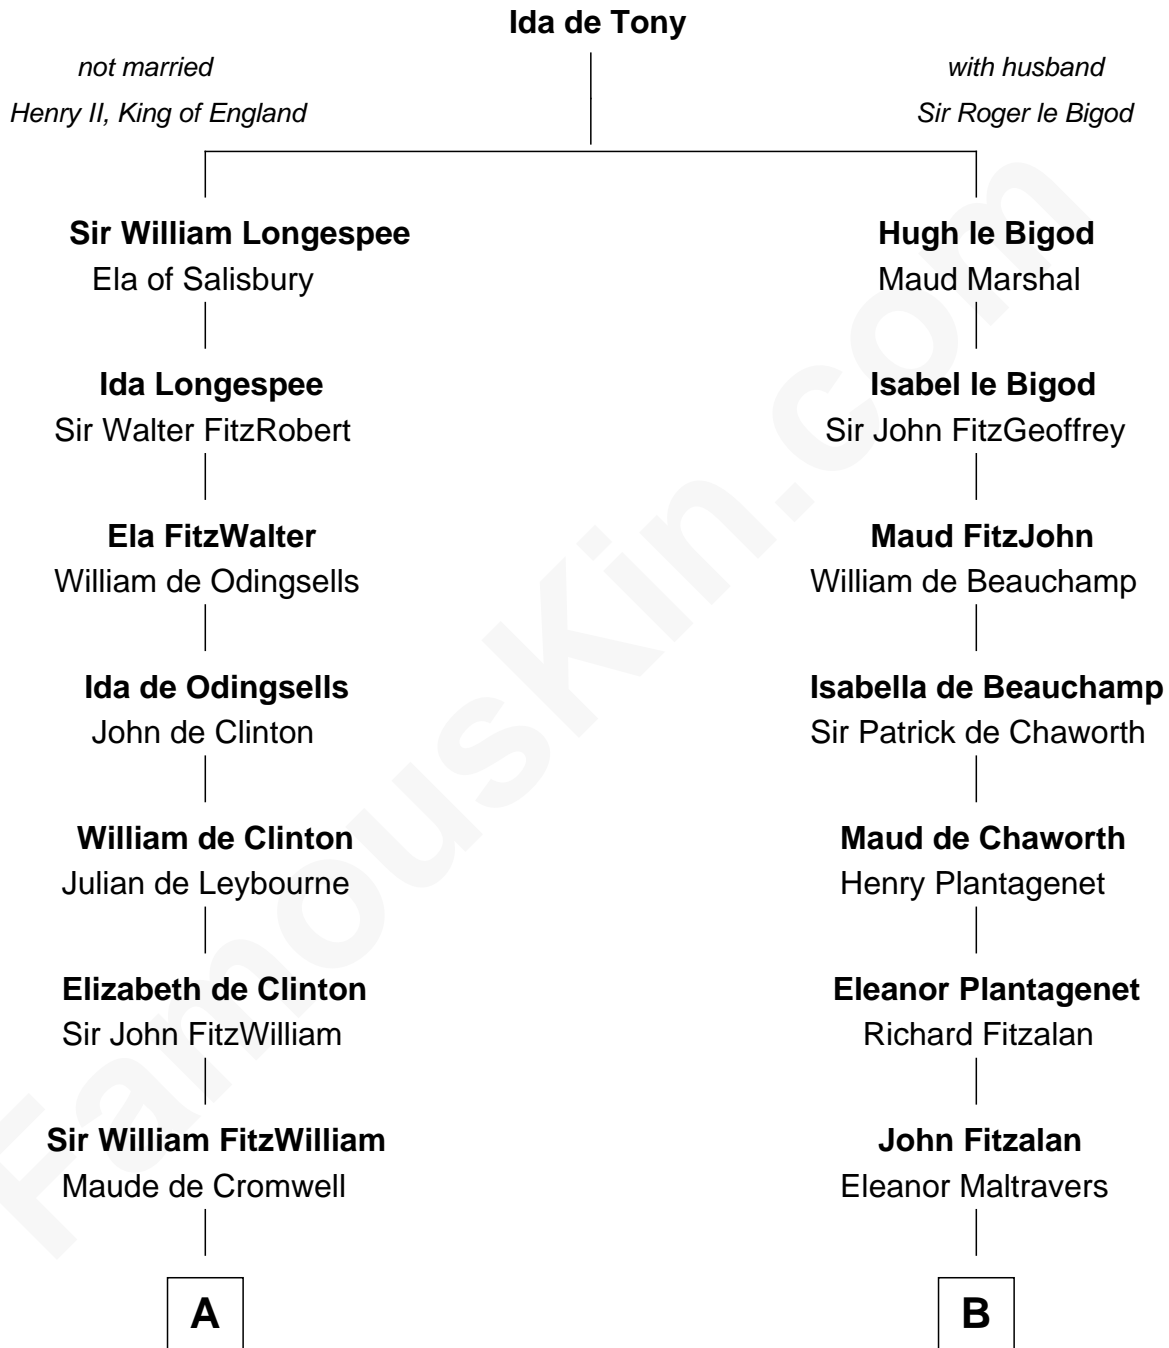 Ida de Tony
not married
Henry II, King of England
with husband
Sir Roger le Bigod
Sir William Longespee
Ela of Salisbury
Hugh le Bigod
Maud Marshal
Ida Longespee
Sir Walter FitzRobert
Isabel le Bigod
Sir John FitzGeoffrey
Ela FitzWalter
William de Odingsells
Maud FitzJohn
William de Beauchamp
Ida de Odingsells
John de Clinton
Isabella de Beauchamp
Sir Patrick de Chaworth
William de Clinton
Julian de Leybourne
Maud de Chaworth
Henry Plantagenet
Elizabeth de Clinton
Sir John FitzWilliam
Eleanor Plantagenet
Richard Fitzalan
Sir William FitzWilliam
Maude de Cromwell
John Fitzalan
Eleanor Maltravers
A
B
FamousKin.com